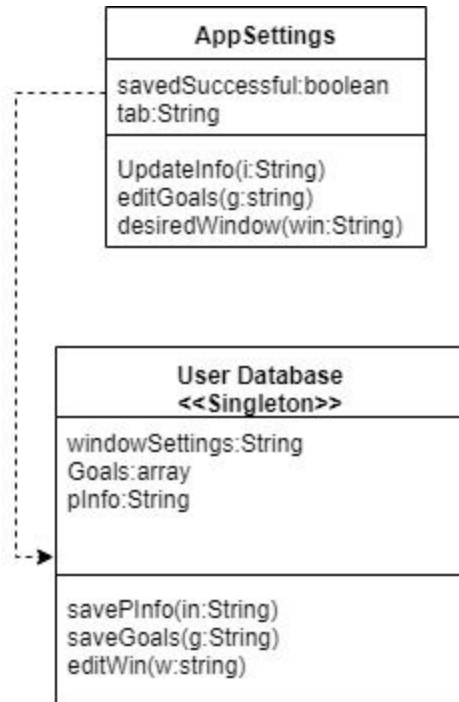 AppSettings
savedSuccessful:boolean
tab:String
UpdateInfo(i:String)
editGoals(g:string)
desiredWindow(win:String)
User Database
<<Singleton>>
windowSettings:String
Goals:array
pInfo:String
savePInfo(in:String)
saveGoals(g:String)
editWin(w:string)